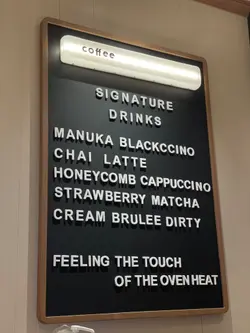 coffee
SIGNATURE
DRINKS
MANUKA BLACKCCINO
CHAI LATTE
HONEYCOMB CAPPUCCINO
STRAWBERRY MATCHA
CREAM BRULEE DIRTY
FEELING THE TOUCH
OF THE OVEN HEAT